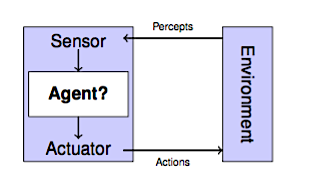 Percepts
Sensor
Agent?
Environment
Actuator
Actions